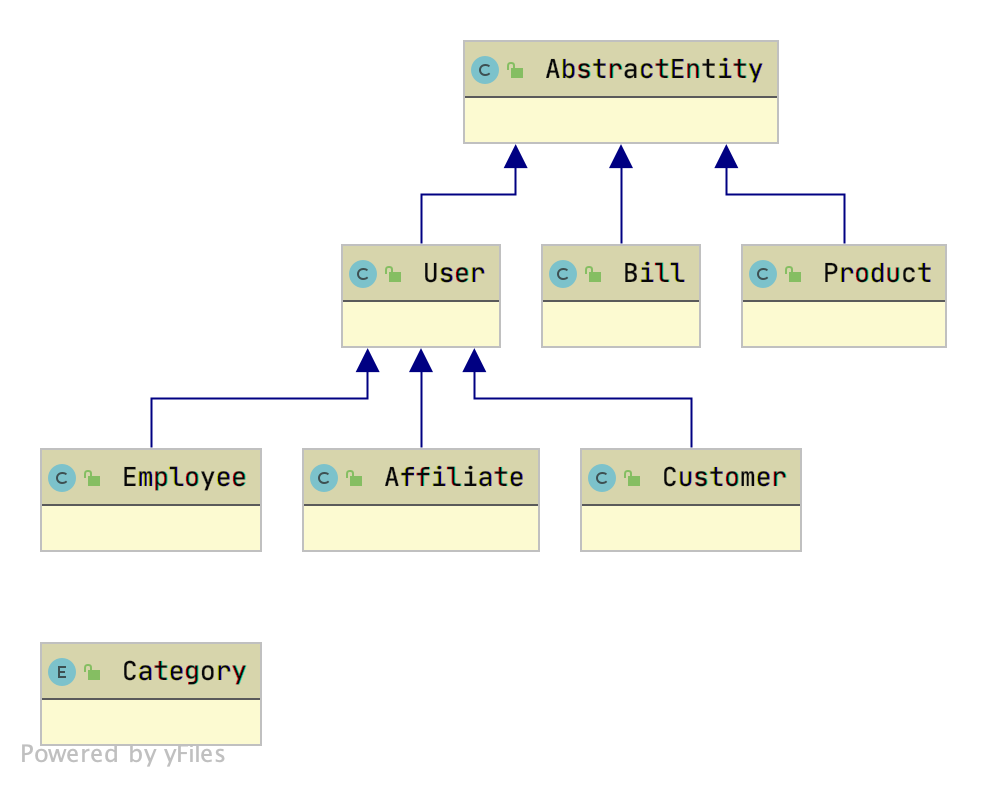 C AbstractEntity
C User
C Bill
C Product
C Employee
C Affiliate
C Customer
E Category
Powered by yFiles